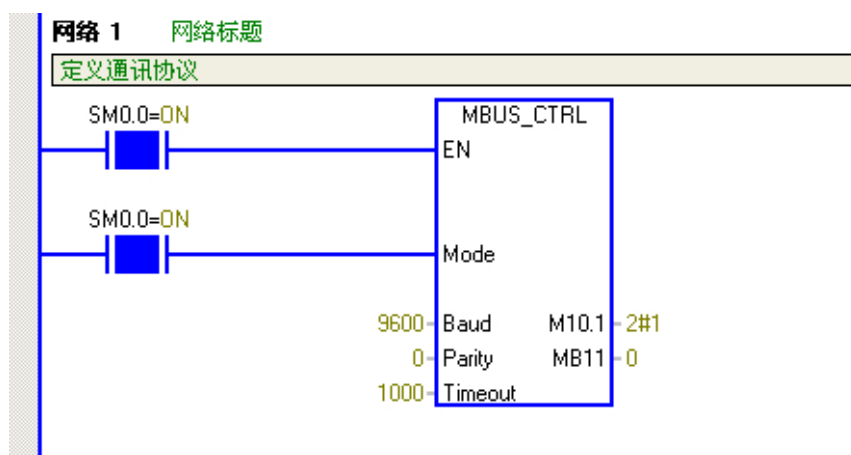 网络 1 网络标题
定义通讯协议
SM0.0=ON
MBUS_CTRL
EN
SM0.0=ON
Mode
9600 Baud M10.1 2#1
0 Parity MB11 0
1000 Timeout